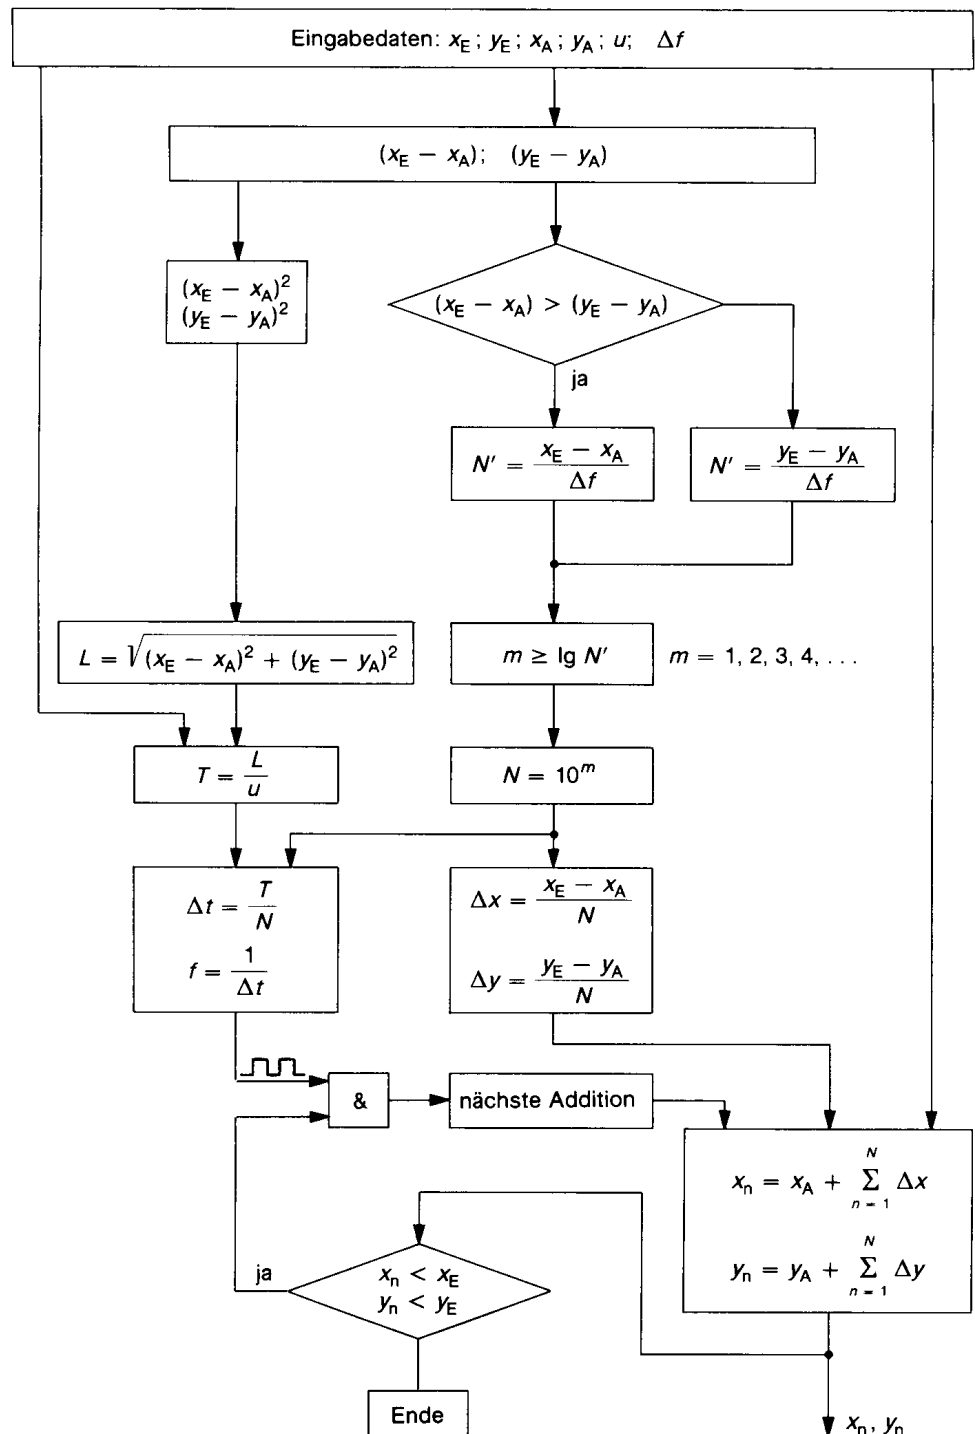 Eingabedaten: x_E ; y_E ; x_A ; y_A ; u; Δf
(x_E − x_A); (y_E − y_A)
(x_E − x_A)²
(y_E − y_A)²
(x_E − x_A) > (y_E − y_A)
ja
N′ = (x_E − x_A) / Δf
N′ = (y_E − y_A) / Δf
L = √((x_E − x_A)² + (y_E − y_A)²)
m ≥ lg N′
m = 1, 2, 3, 4, . . .
T = L / u
N = 10^m
Δt = T / N
f = 1 / Δt
Δx = (x_E − x_A) / N
Δy = (y_E − y_A) / N
&
nächste Addition
x_n = x_A + Σ_{n = 1}^{N} Δx
y_n = y_A + Σ_{n = 1}^{N} Δy
ja
x_n < x_E
y_n < y_E
Ende
x_n, y_n